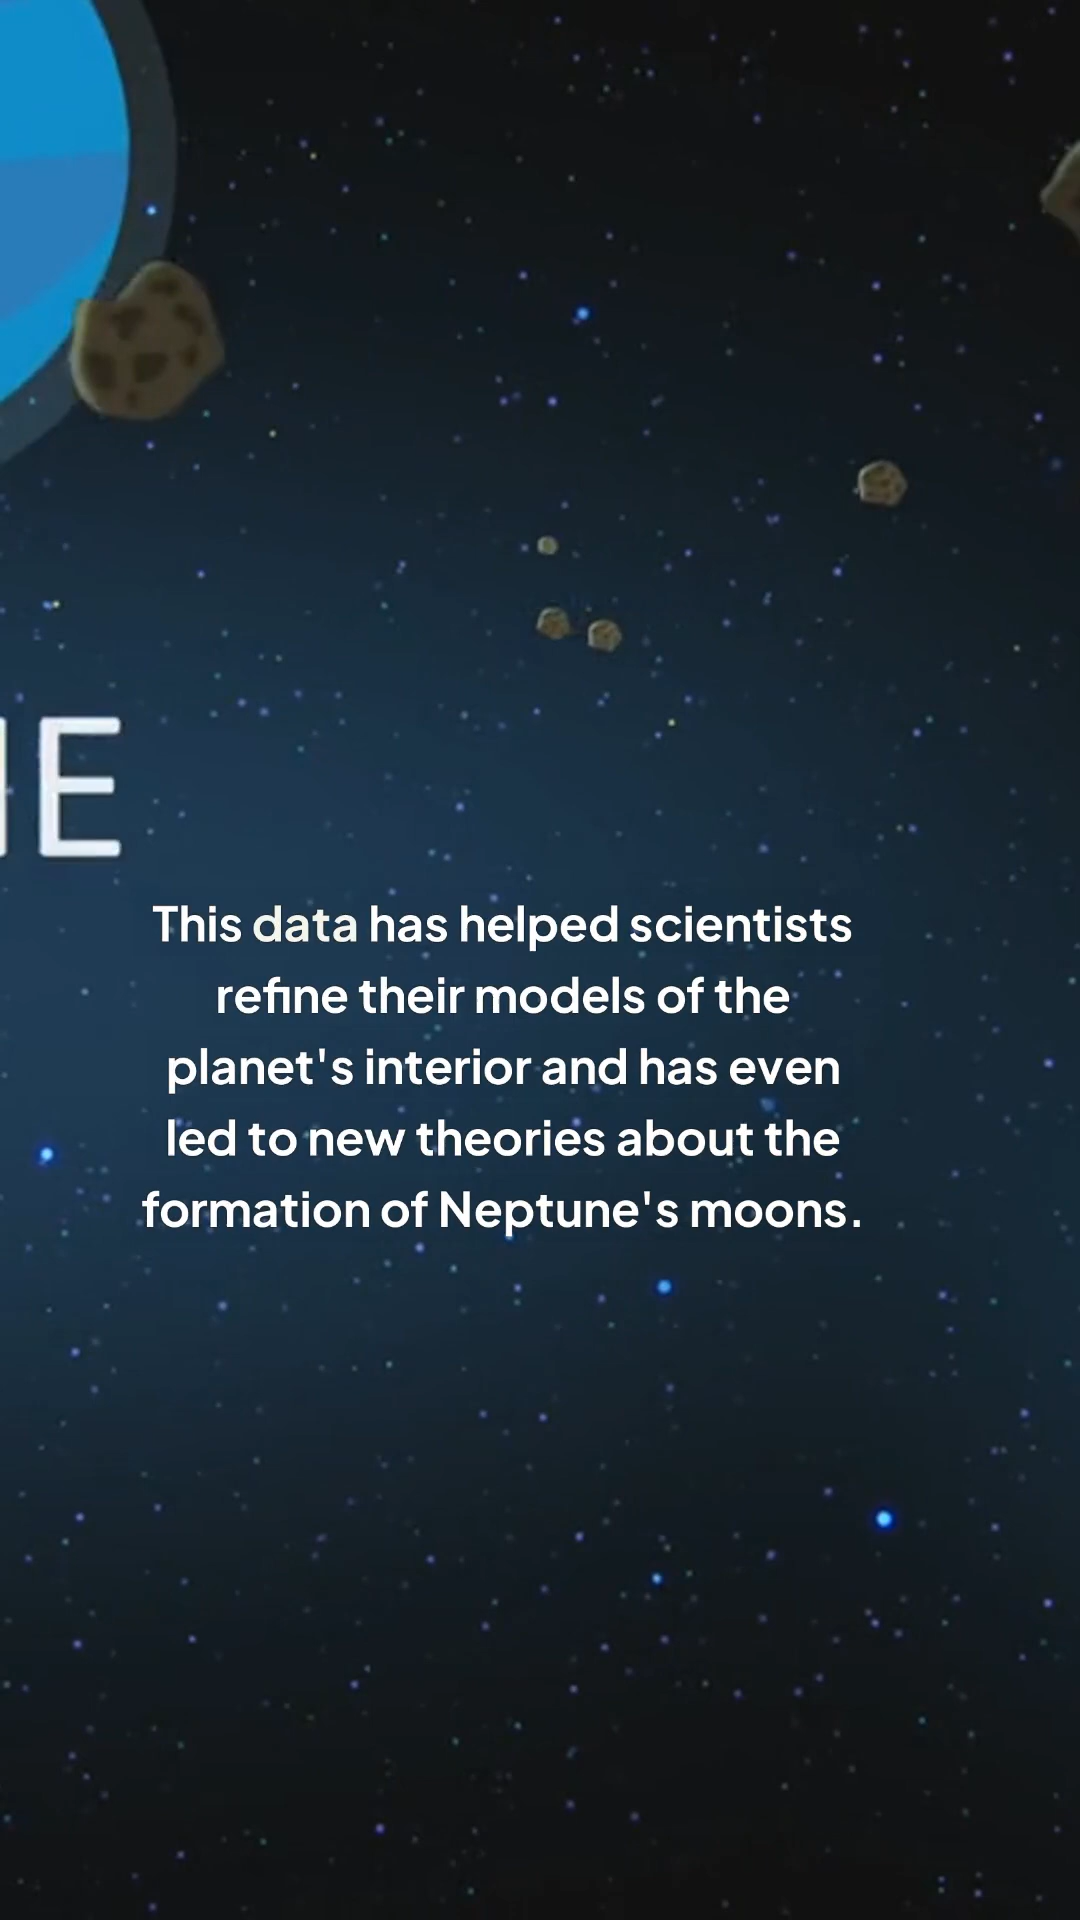 E
This data has helped scientists
refine their models of the
planet's interior and has even
led to new theories about the
formation of Neptune's moons.